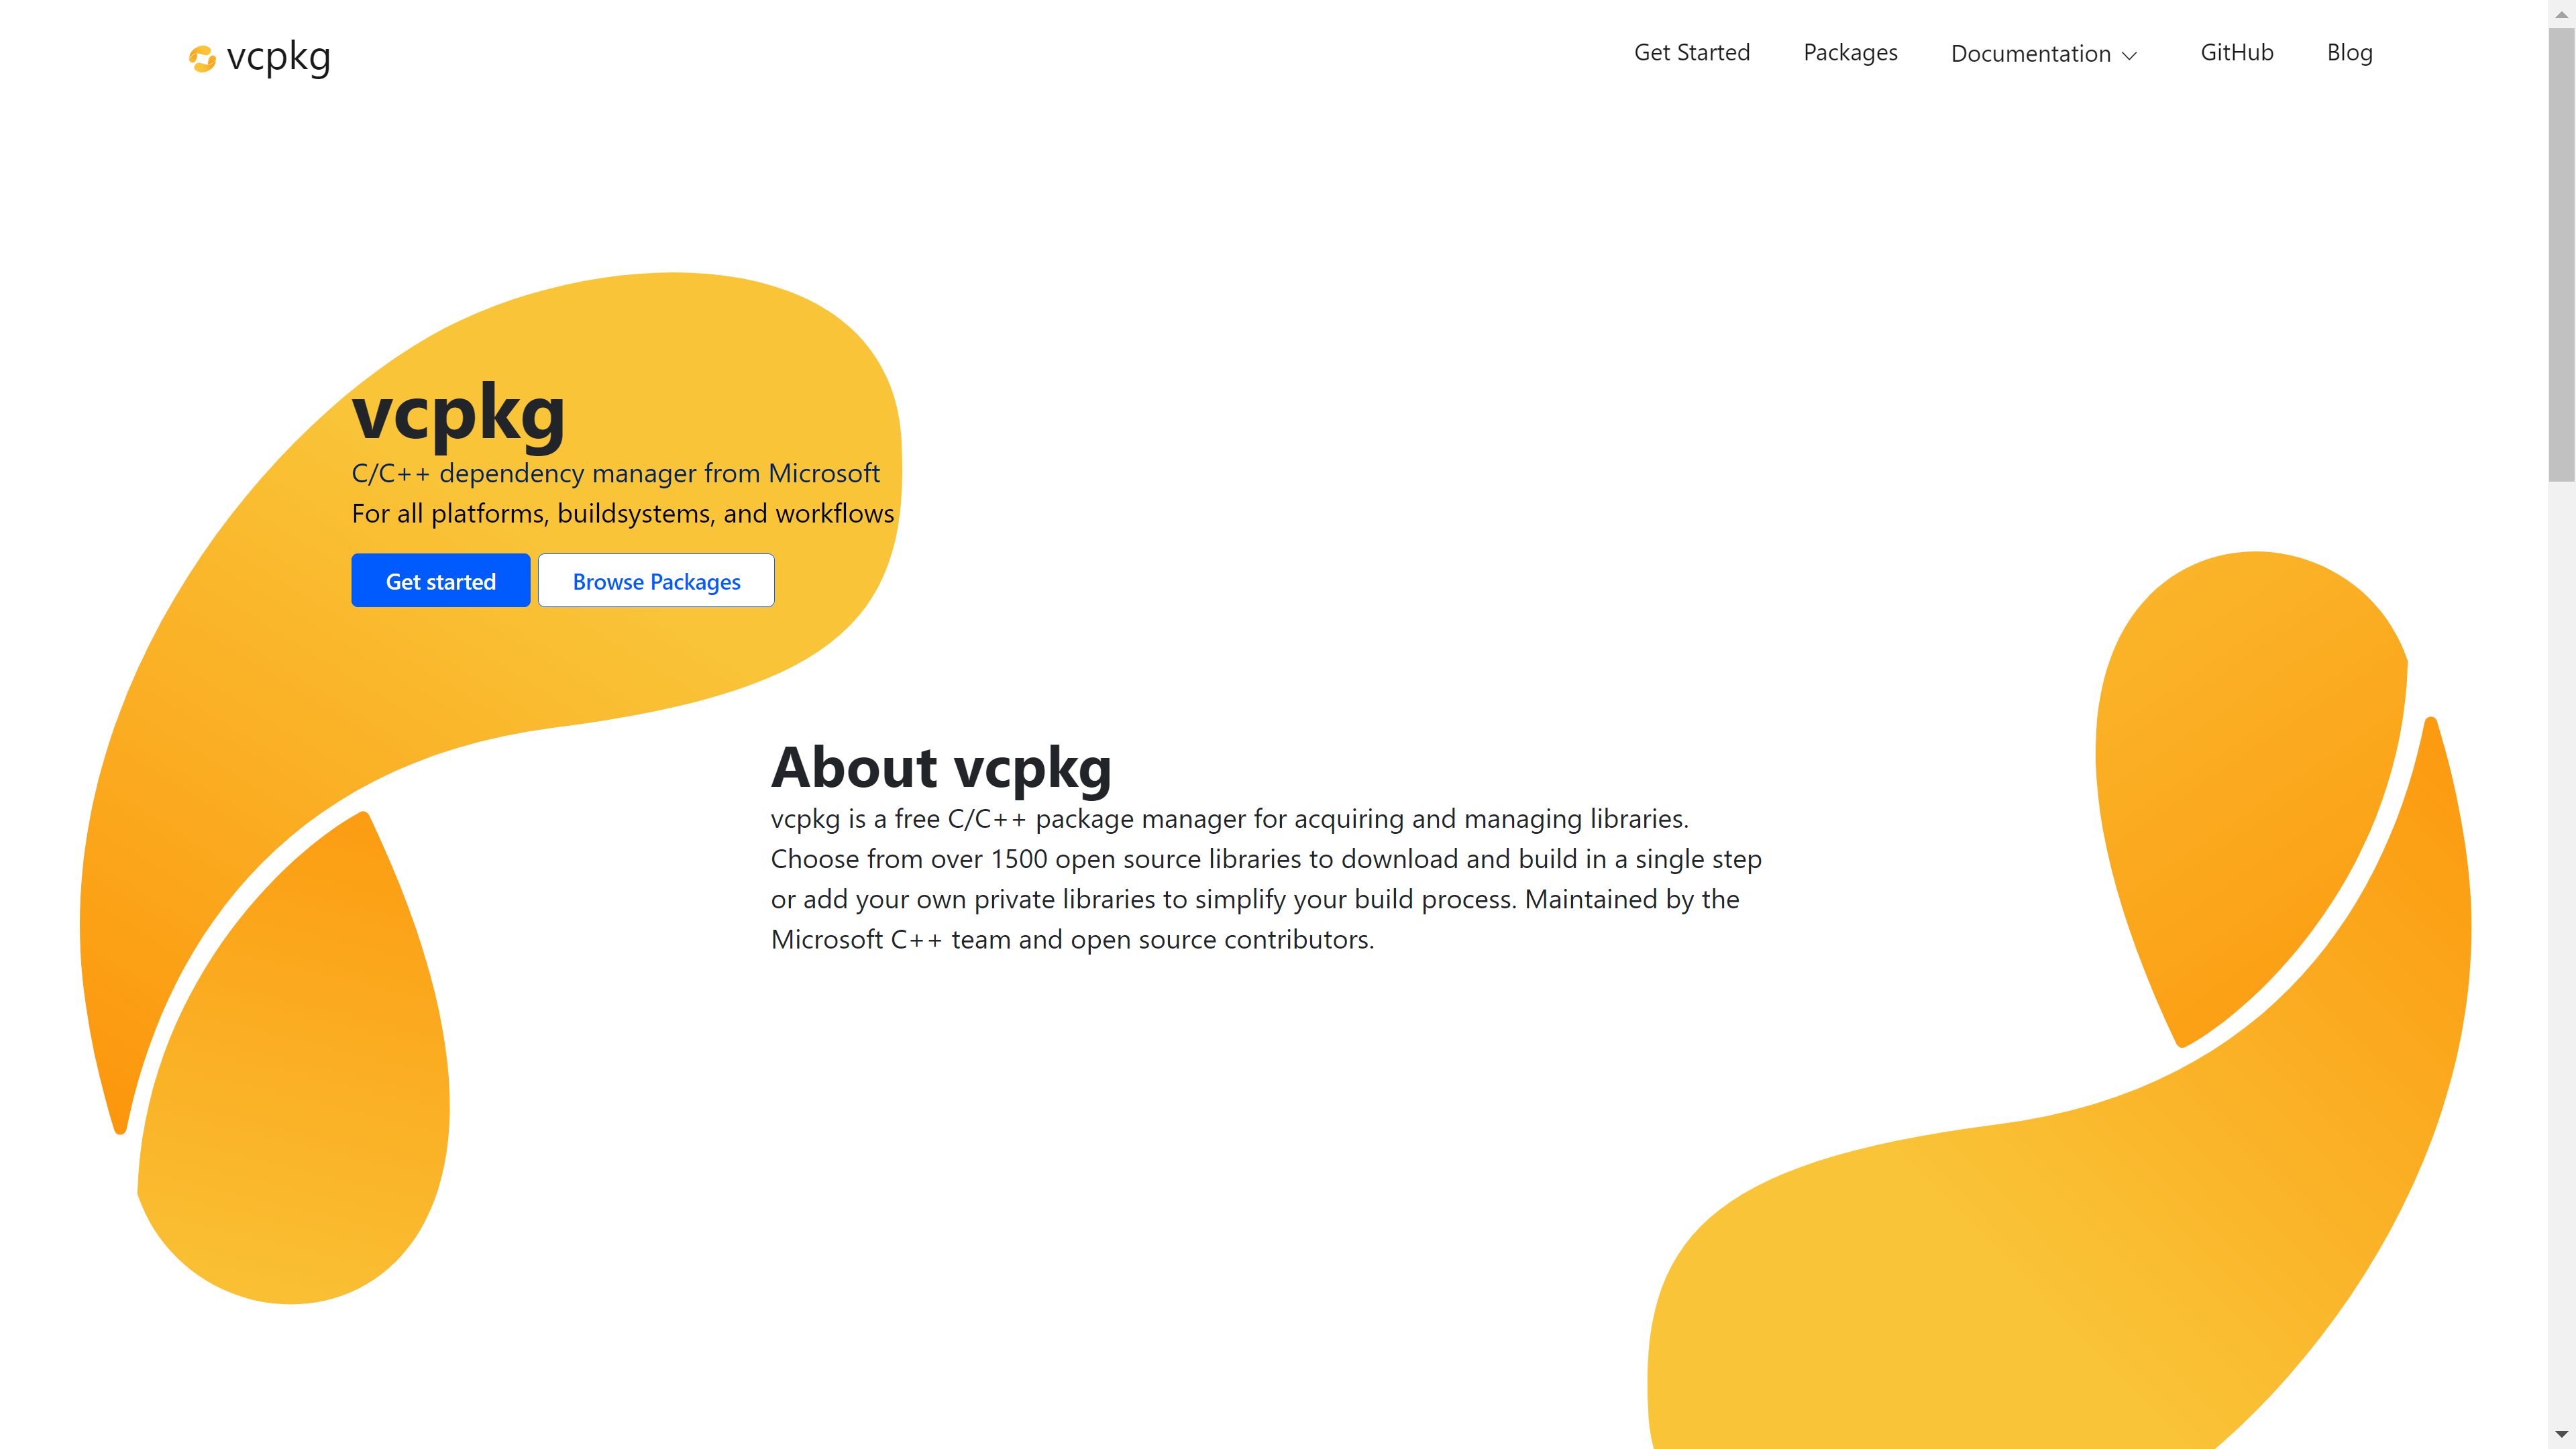 vcpkg
Get Started
Packages
Documentation
GitHub
Blog
vcpkg
C/C++ dependency manager from Microsoft
For all platforms, buildsystems, and workflows
Get started
Browse Packages
About vcpkg
vcpkg is a free C/C++ package manager for acquiring and managing libraries.
Choose from over 1500 open source libraries to download and build in a single step
or add your own private libraries to simplify your build process. Maintained by the
Microsoft C++ team and open source contributors.